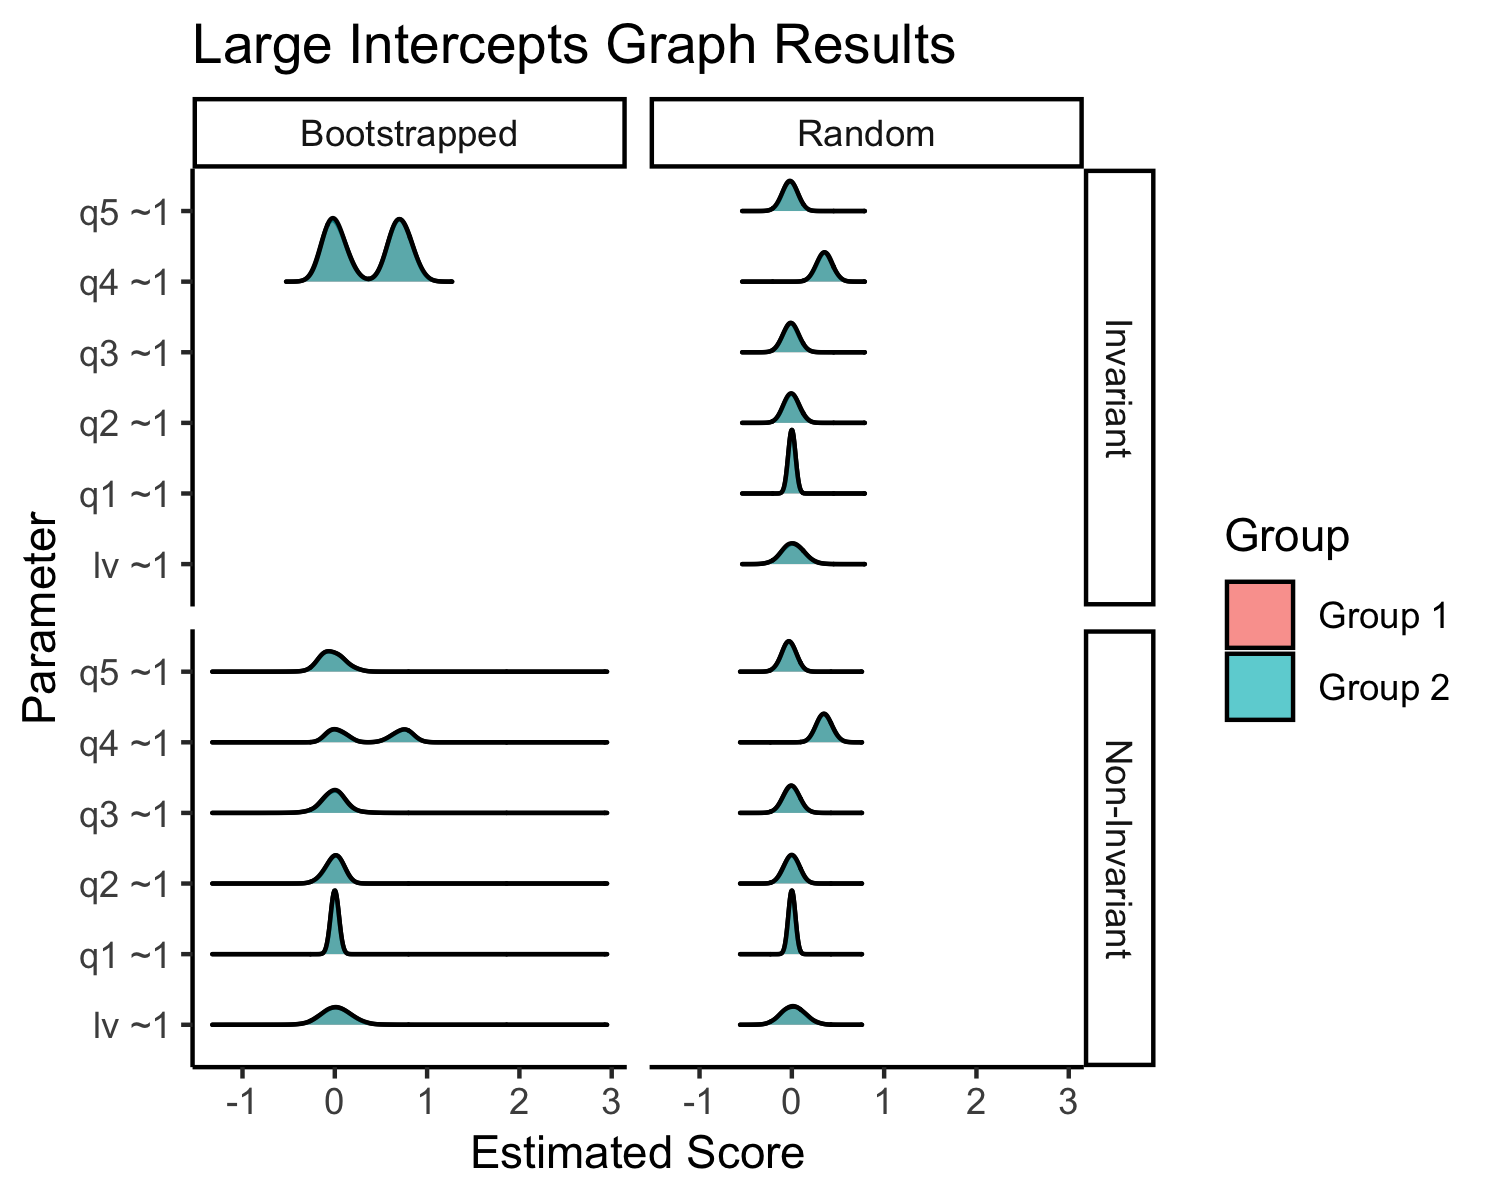 Large Intercepts Graph Results
Bootstrapped
Random
q5 ~1
q4 ~1
q3 ~1
q2 ~1
q1 ~1
lv ~1
Invariant
q5 ~1
q4 ~1
q3 ~1
q2 ~1
q1 ~1
lv ~1
Non-Invariant
Parameter
-1 0 1 2 3
-1 0 1 2 3
Estimated Score
Group
Group 1
Group 2